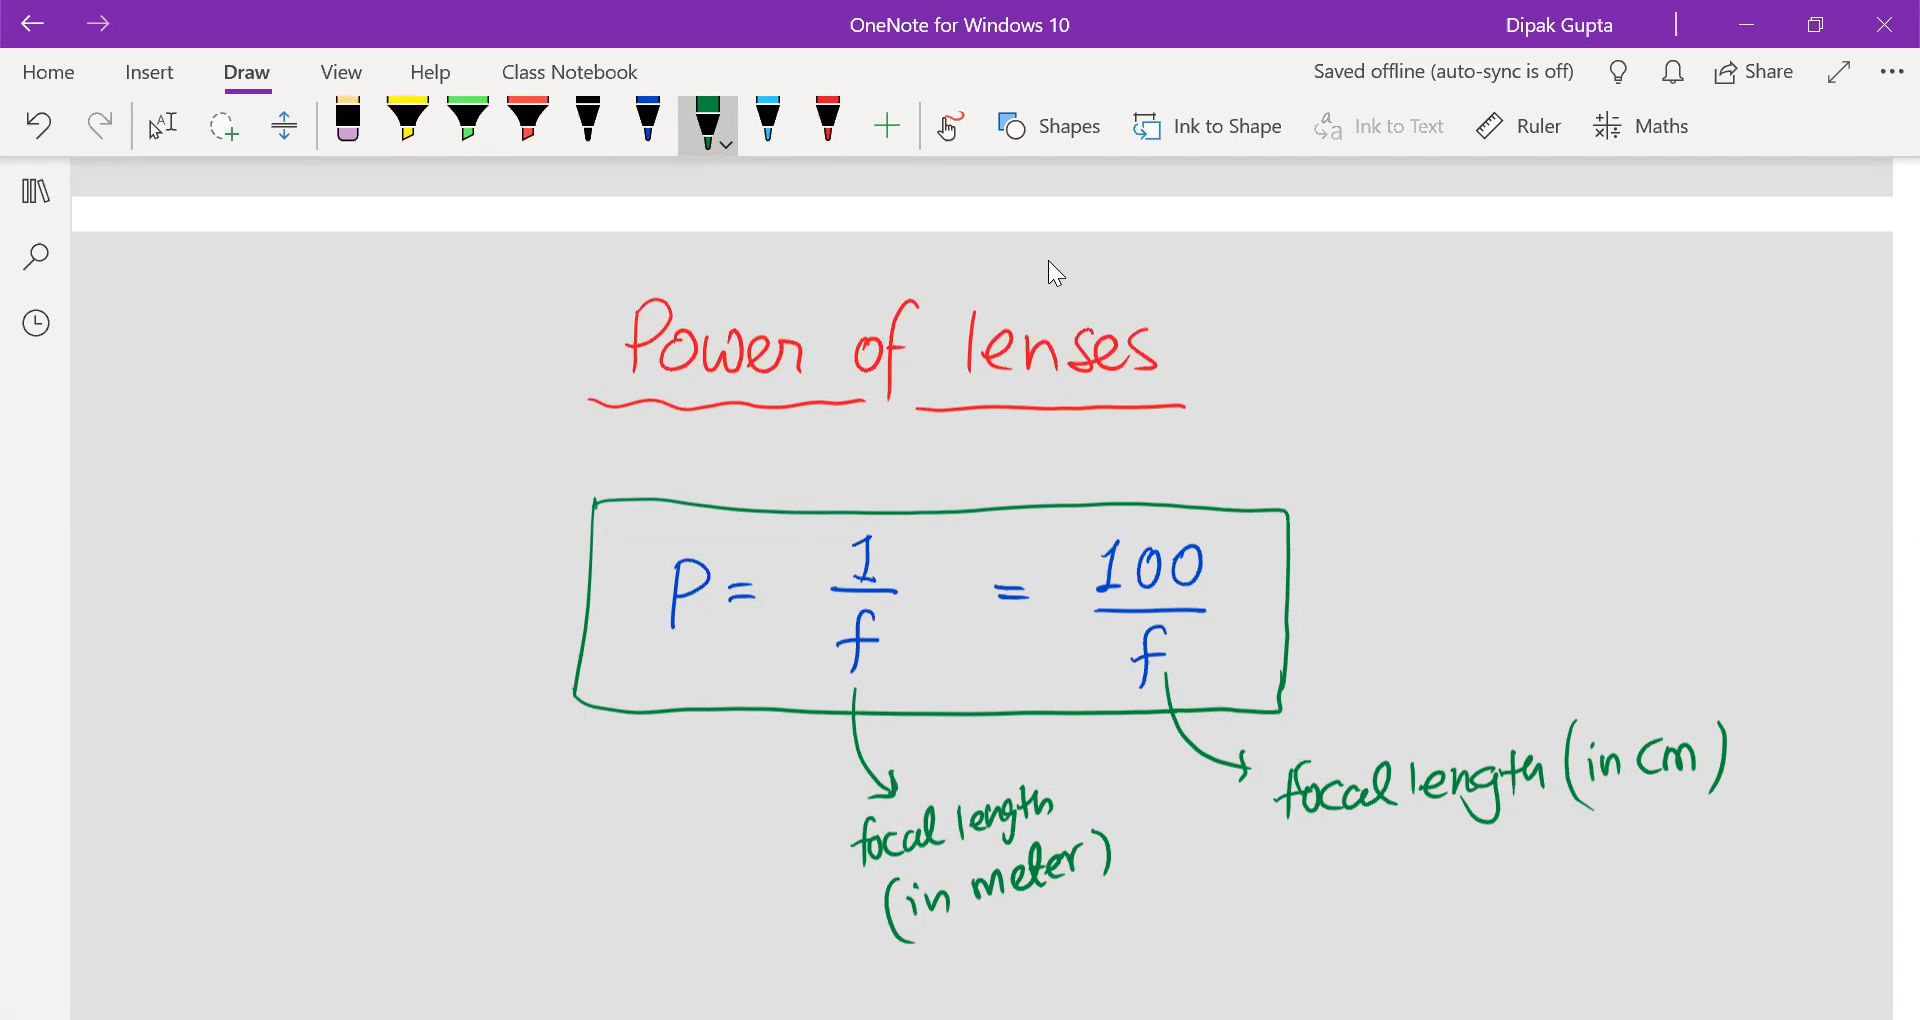 OneNote for Windows 10
Dipak Gupta
Home Insert Draw View Help Class Notebook
Saved offline (auto-sync is off) Share
Shapes Ink to Shape Ink to Text Ruler Maths
Power of lenses
P = 1/f = 100/f
focal length (in cm)
focal length
(in meter)